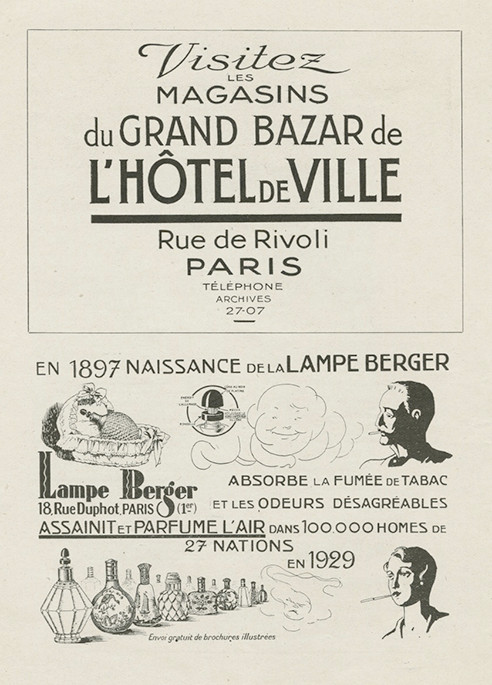 Visitez
LES
MAGASINS
du GRAND BAZAR de
L'HÔTEL DE VILLE
Rue de Rivoli
PARIS
TÉLÉPHONE
ARCHIVES
27-07
EN 1897 NAISSANCE DE LA LAMPE BERGER
Lampe Berger
18, Rue Duphot, PARIS (1er)
ABSORBE LA FUMÉE DE TABAC
ET LES ODEURS DÉSAGRÉABLES
ASSAINIT ET PARFUME L'AIR DANS 100.000 HOMES DE
27 NATIONS
EN 1929
Envoi gratuit de brochures illustrées